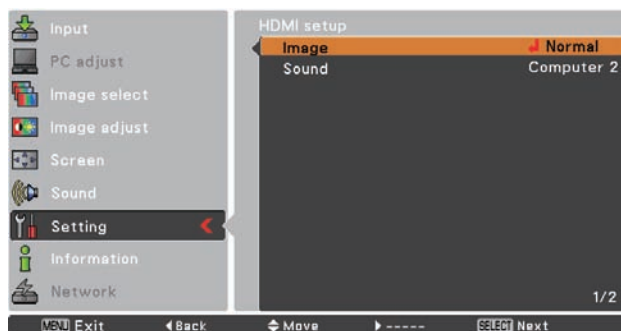 Input
PC adjust
Image select
Image adjust
Screen
Sound
Setting
Information
Network
HDMI setup
Image Normal
Sound Computer 2
1/2
MENU Exit Back Move ----- SELECT Next